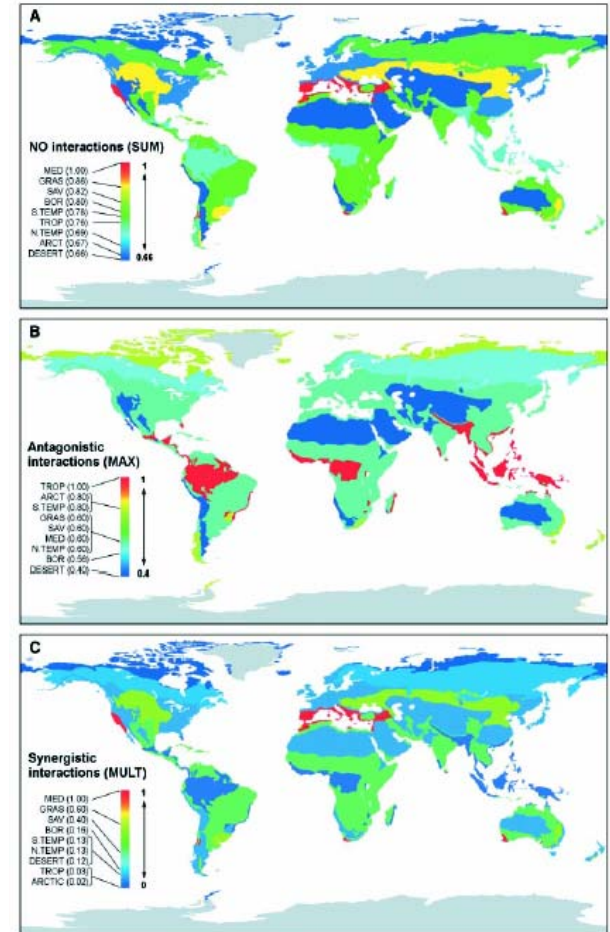 A
NO interactions (SUM)
MED (1.00)
GRAS (0.86)
SAV (0.82)
BOR (0.80)
S.TEMP (0.76)
TROP (0.76)
N.TEMP (0.69)
ARCT (0.67)
DESERT (0.66)
1
0.66
B
Antagonistic
interactions (MAX)
TROP (1.00)
ARCT (0.80)
S.TEMP (0.80)
GRAS (0.60)
SAV (0.60)
MED (0.60)
N.TEMP (0.60)
BOR (0.56)
DESERT (0.40)
1
0.4
C
Synergistic
interactions (MULT)
MED (1.00)
GRAS (0.60)
SAV (0.40)
BOR (0.16)
S.TEMP (0.13)
N.TEMP (0.13)
DESERT (0.12)
TROP (0.03)
ARCTIC (0.02)
1
0